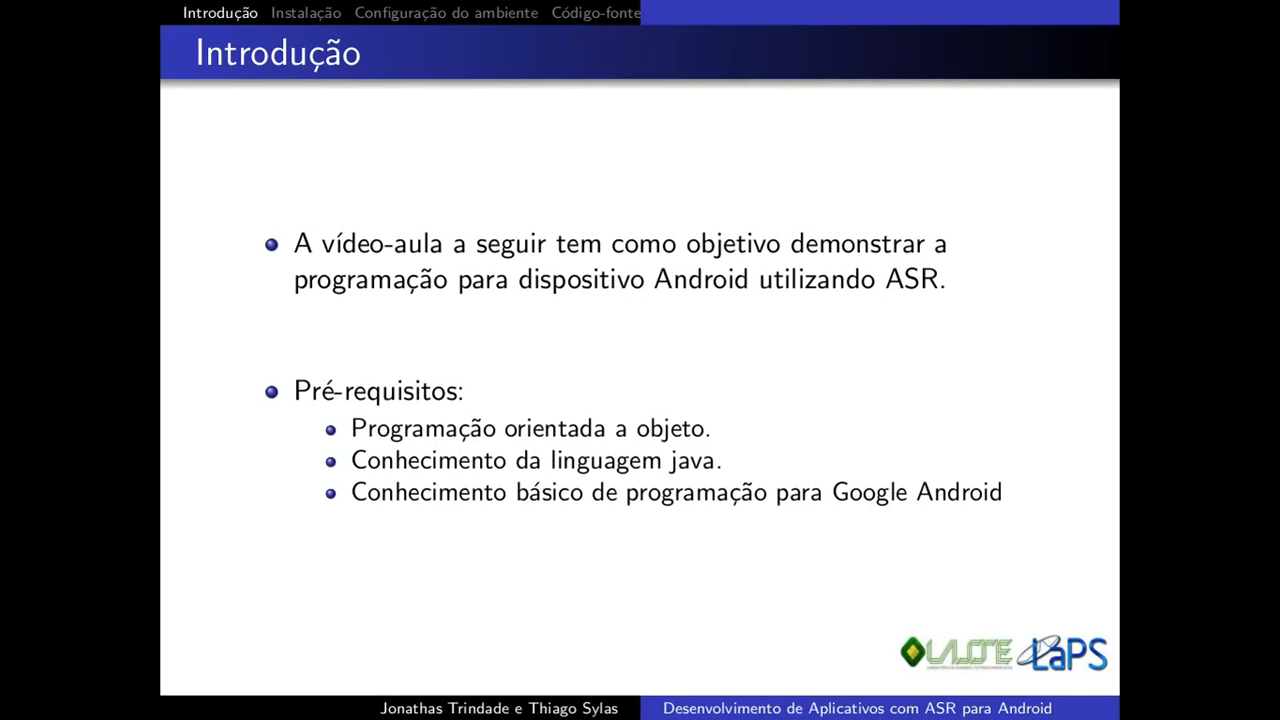 Introdução Instalação Configuração do ambiente Código-fonte
Introdução
A vídeo-aula a seguir tem como objetivo demonstrar a
programação para dispositivo Android utilizando ASR.
Pré-requisitos:
Programação orientada a objeto.
Conhecimento da linguagem java.
Conhecimento básico de programação para Google Android
LASSE LaPS
Jonathas Trindade e Thiago Sylas Desenvolvimento de Aplicativos com ASR para Android